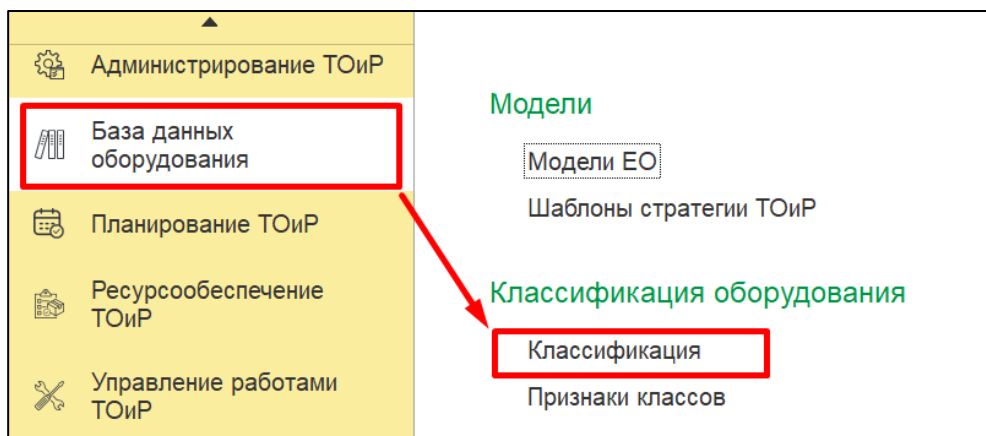 Администрирование ТОиР
База данных
оборудования
Планирование ТОиР
Ресурсообеспечение
ТОиР
Управление работами
ТОиР
Модели
Модели ЕО
Шаблоны стратегии ТОиР
Классификация оборудования
Классификация
Признаки классов